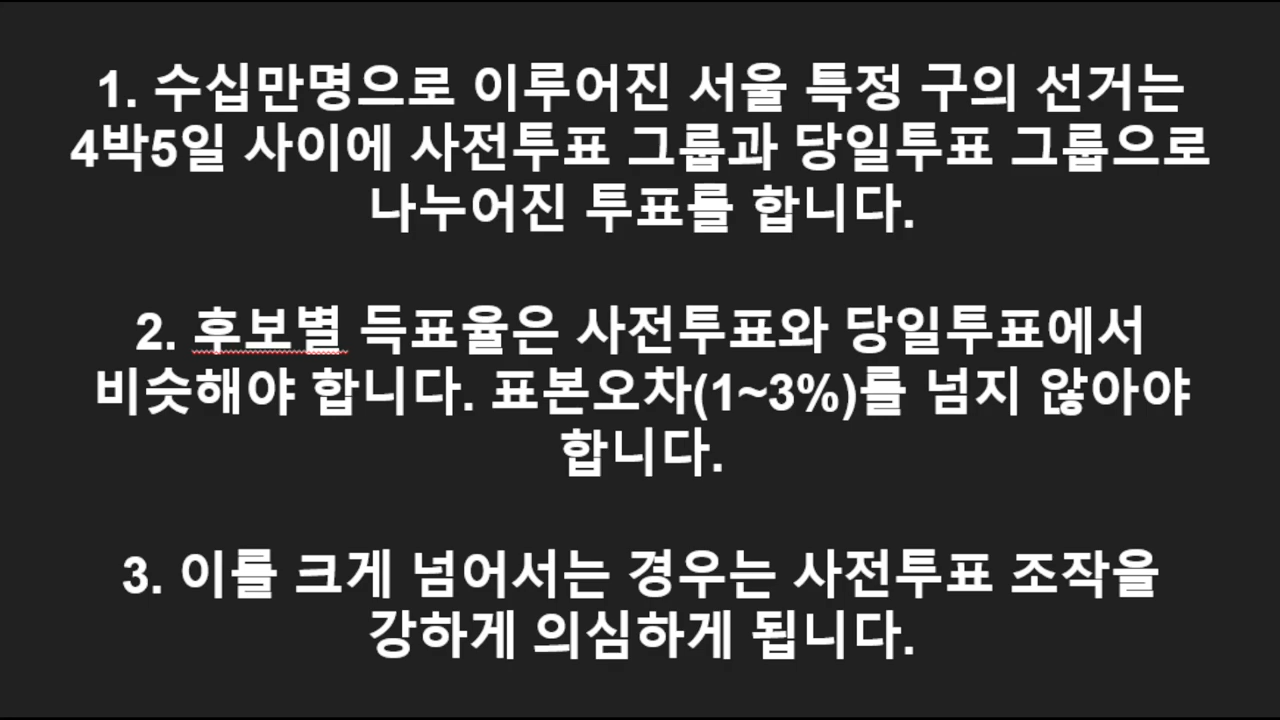 1. 수십만명으로 이루어진 서울 특정 구의 선거는
4박5일 사이에 사전투표 그룹과 당일투표 그룹으로
나누어진 투표를 합니다.
2. 후보별 득표율은 사전투표와 당일투표에서
비슷해야 합니다. 표본오차(1~3%)를 넘지 않아야
합니다.
3. 이를 크게 넘어서는 경우는 사전투표 조작을
강하게 의심하게 됩니다.